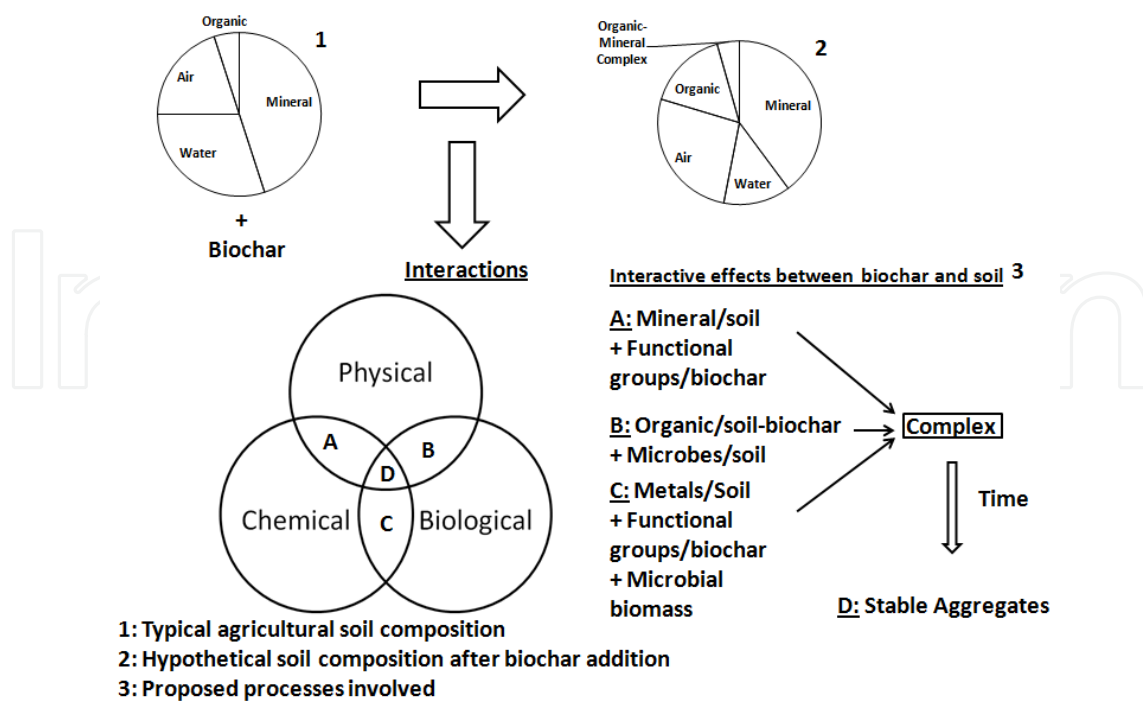 Organic
1
Air
Mineral
Water
+
Biochar
Organic-
Mineral
Complex
2
Organic
Mineral
Air
Water
Interactions
Physical
A
B
D
Chemical
C
Biological
Interactive effects between biochar and soil 3
A: Mineral/soil
+ Functional
groups/biochar
B: Organic/soil-biochar
+ Microbes/soil
C: Metals/Soil
+ Functional
groups/biochar
+ Microbial
biomass
Complex
Time
D: Stable Aggregates
1: Typical agricultural soil composition
2: Hypothetical soil composition after biochar addition
3: Proposed processes involved